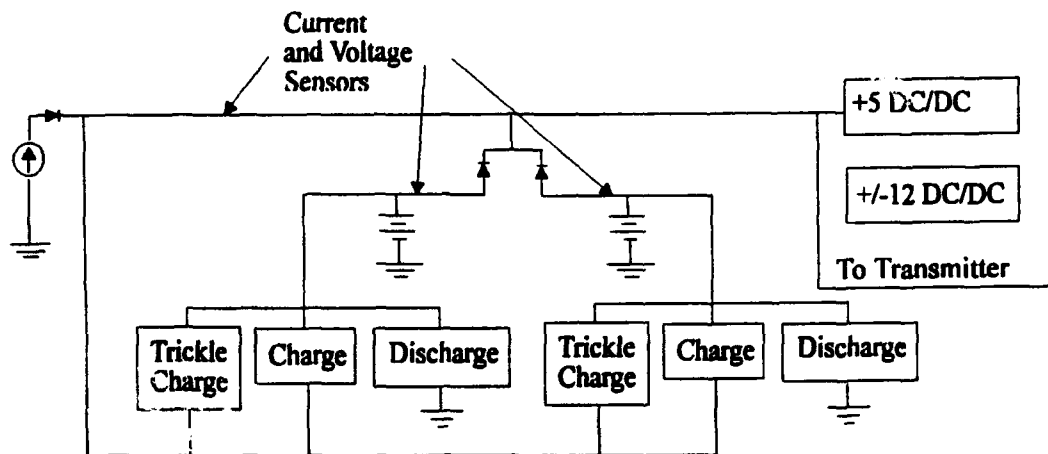 Current
and Voltage
Sensors
+5 DC/DC
+/-12 DC/DC
To Transmitter
Trickle
Charge
Charge
Discharge
Trickle
Charge
Charge
Discharge